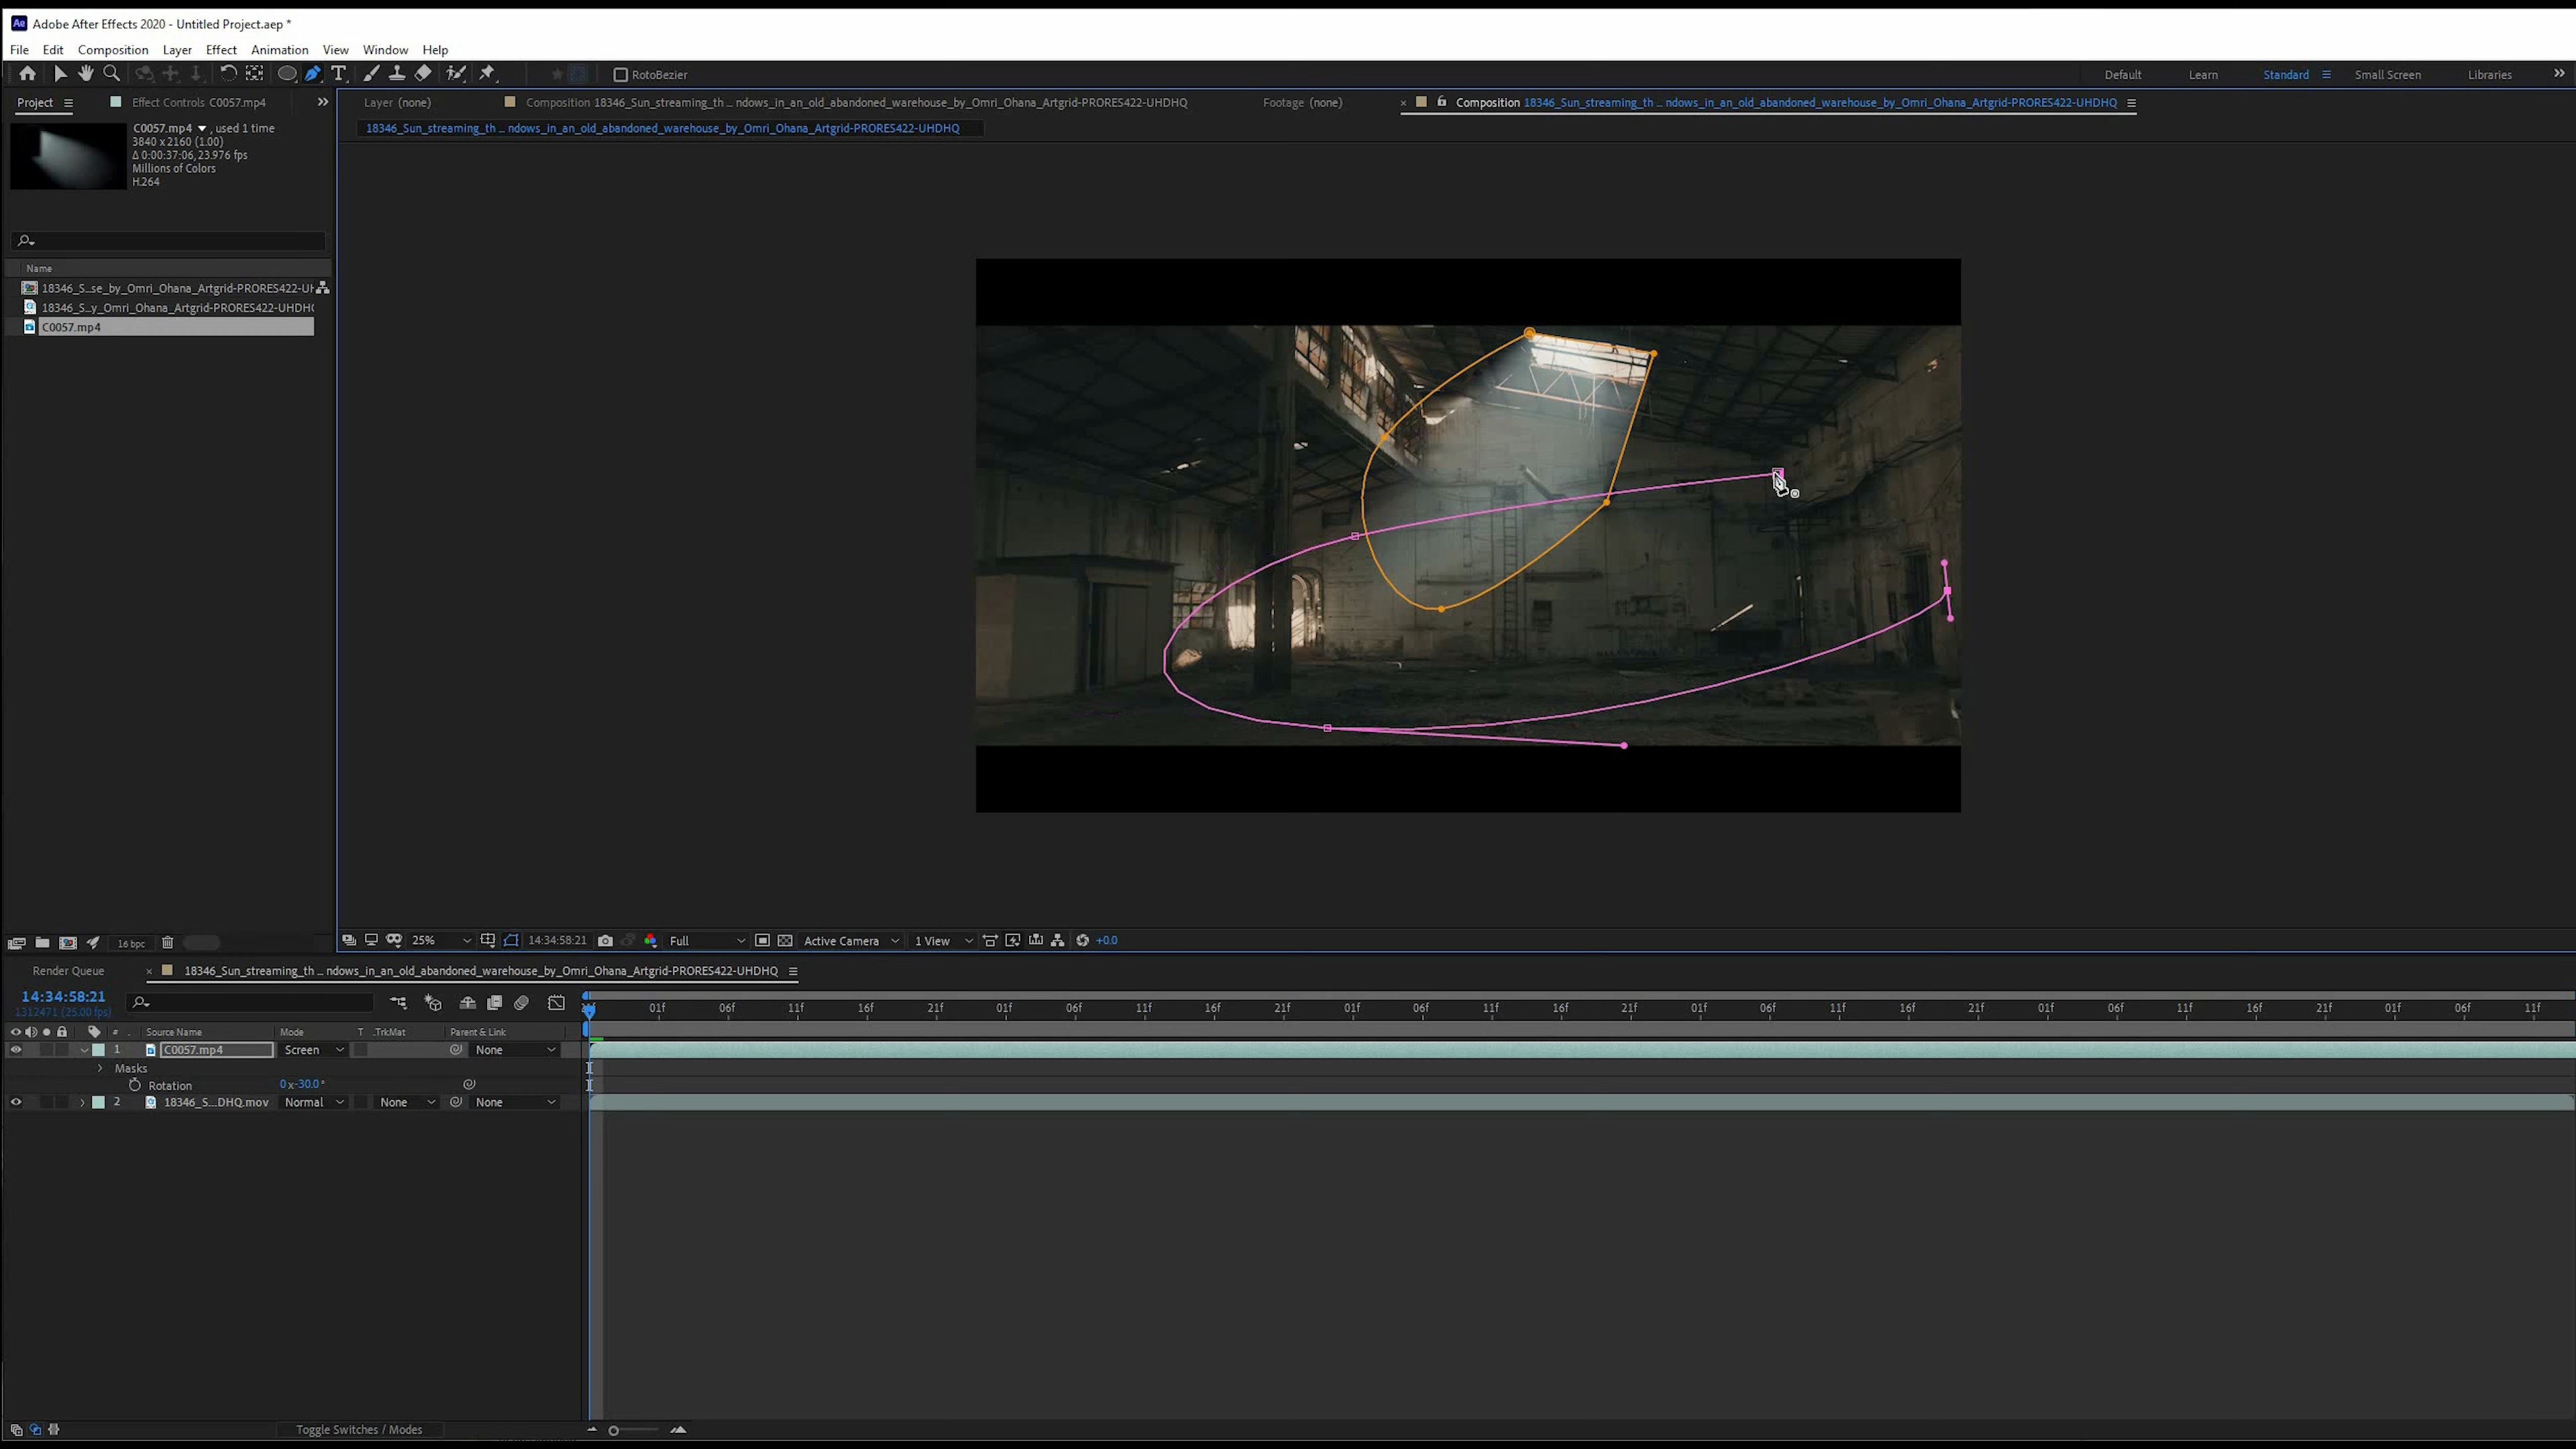 Ae Adobe After Effects 2020 - Untitled Project.aep *
File Edit Composition Layer Effect Animation View Window Help
RotoBezier
Default Learn Standard Small Screen Libraries
Project Effect Controls C0057.mp4
Layer (none) Composition 18346_Sun_streaming_th ... ndows_in_an_old_abandoned_warehouse_by_Omri_Ohana_Artgrid-PRORES422-UHDHQ Footage (none) Composition 18346_Sun_streaming_th ... ndows_in_an_old_abandoned_warehouse_by_Omri_Ohana_Artgrid-PRORES422-UHDHQ
18346_Sun_streaming_th ... ndows_in_an_old_abandoned_warehouse_by_Omri_Ohana_Artgrid-PRORES422-UHDHQ
C0057.mp4 , used 1 time
3840 x 2160 (1.00)
Δ 0:00:37:06, 23.976 fps
Millions of Colors
H.264
Name
18346_S...se_by_Omri_Ohana_Artgrid-PRORES422-UH
18346_S...y_Omri_Ohana_Artgrid-PRORES422-UHDHQ
C0057.mp4
16 bpc
25% 14:34:58:21 Full Active Camera 1 View +0.0
Render Queue 18346_Sun_streaming_th ... ndows_in_an_old_abandoned_warehouse_by_Omri_Ohana_Artgrid-PRORES422-UHDHQ
14:34:58:21
1312471 (25.00 fps)
01f 06f 11f 16f 21f 01f 06f 11f 16f 21f 01f 06f 11f 16f 21f 01f 06f 11f 16f 21f 01f 06f 11f 16f 21f 01f 06f 11f
# Source Name Mode T .TrkMat Parent & Link
1 C0057.mp4 Screen None
Masks
Rotation 0 x-30.0°
2 18346_S...DHQ.mov Normal None None
Toggle Switches / Modes